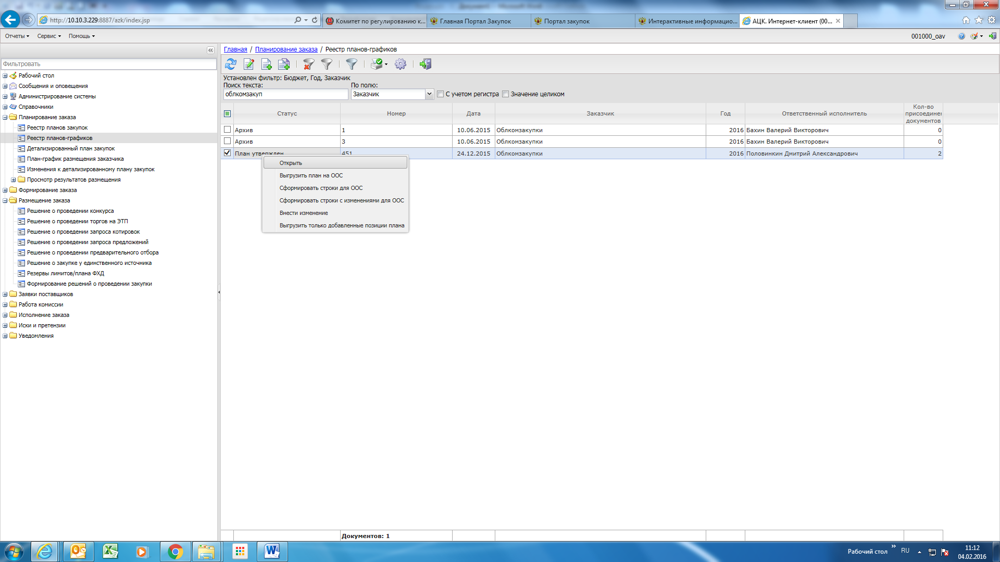 http://10.10.3.229:8887/azk/index.jsp
Комитет по регулированию к...
Главная Портал Закупок
Портал закупок
Интерактивные информацио...
АЦК. Интернет-клиент (00...
Отчеты
Сервис
Помощь
001000_oav
Фильтровать
Рабочий стол
Сообщения и оповещения
Администрирование системы
Справочники
Планирование заказа
Реестр планов закупок
Реестр планов-графиков
Детализированный план закупок
План-график размещения заказчика
Изменения к детализированному плану закупок
Просмотр результатов размещения
Формирование заказа
Размещение заказа
Решение о проведении конкурса
Решение о проведении торгов на ЭТП
Решение о проведении запроса котировок
Решение о проведении запроса предложений
Решение о проведении предварительного отбора
Решение о закупке у единственного источника
Резервы лимитов/плана ФХД
Формирование решений о проведении закупки
Заявки поставщиков
Работа комиссии
Исполнение заказа
Иски и претензии
Уведомления
Главная / Планирование заказа / Реестр планов-графиков
Установлен фильтр: Бюджет, Год, Заказчик
Поиск текста: По полю:
облкомзакуп Заказчик С учетом регистра Значение целиком
Статус Номер Дата Заказчик Год Ответственный исполнитель Кол-во присоединен документов
Архив 1 10.06.2015 Облкомзакупки 2016 Бахин Валерий Викторович 0
Архив 3 10.06.2015 Облкомзакупки 2016 Бахин Валерий Викторович 0
План утвержден 451 24.12.2015 Облкомзакупки 2016 Половинкин Дмитрий Александрович 2
Открыть
Выгрузить план на ООС
Сформировать строки для ООС
Сформировать строки с изменениями для ООС
Внести изменение
Выгрузить только добавленные позиции плана
Документов: 1
Рабочий стол
RU
11:12
04.02.2016